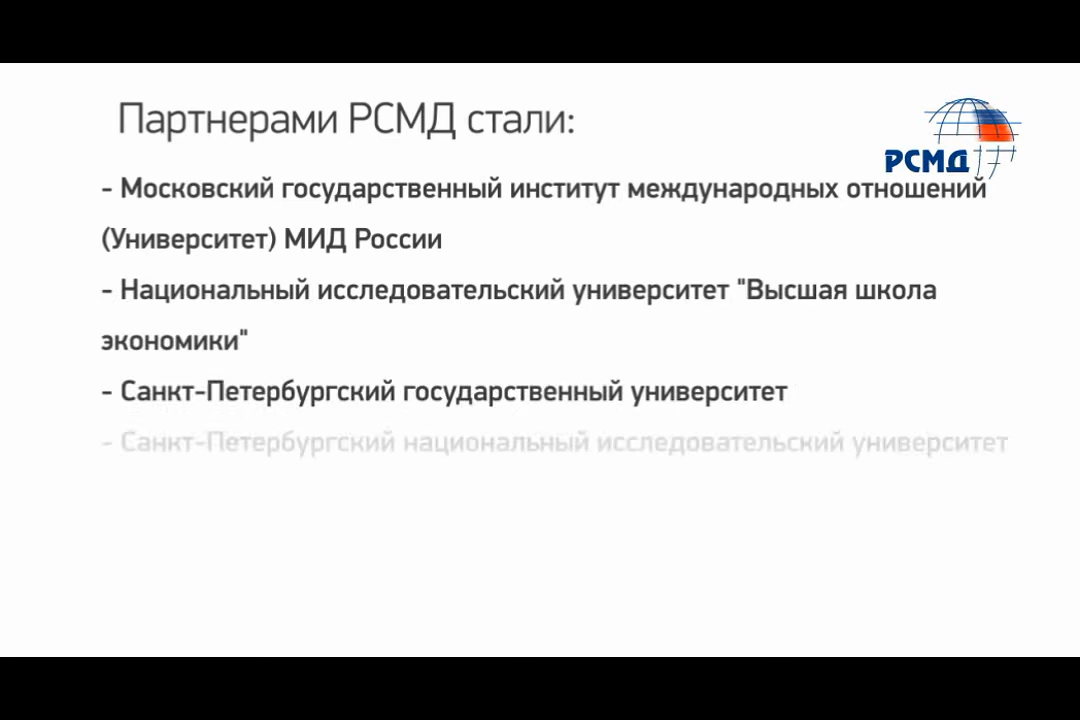 Партнерами РСМД стали:
РСМД
- Московский государственный институт международных отношений
(Университет) МИД России
- Национальный исследовательский университет "Высшая школа
экономики"
- Санкт-Петербургский государственный университет
- Санкт-Петербургский национальный исследовательский университет